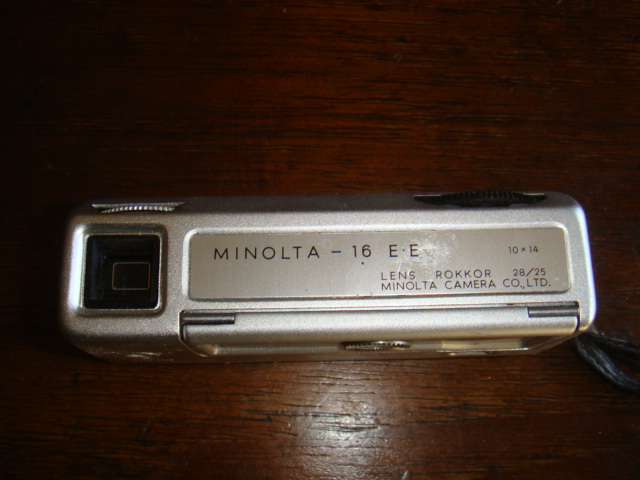 MINOLTA - 16 E·E 10 × 14
LENS ROKKOR 28/25
MINOLTA CAMERA CO., LTD.